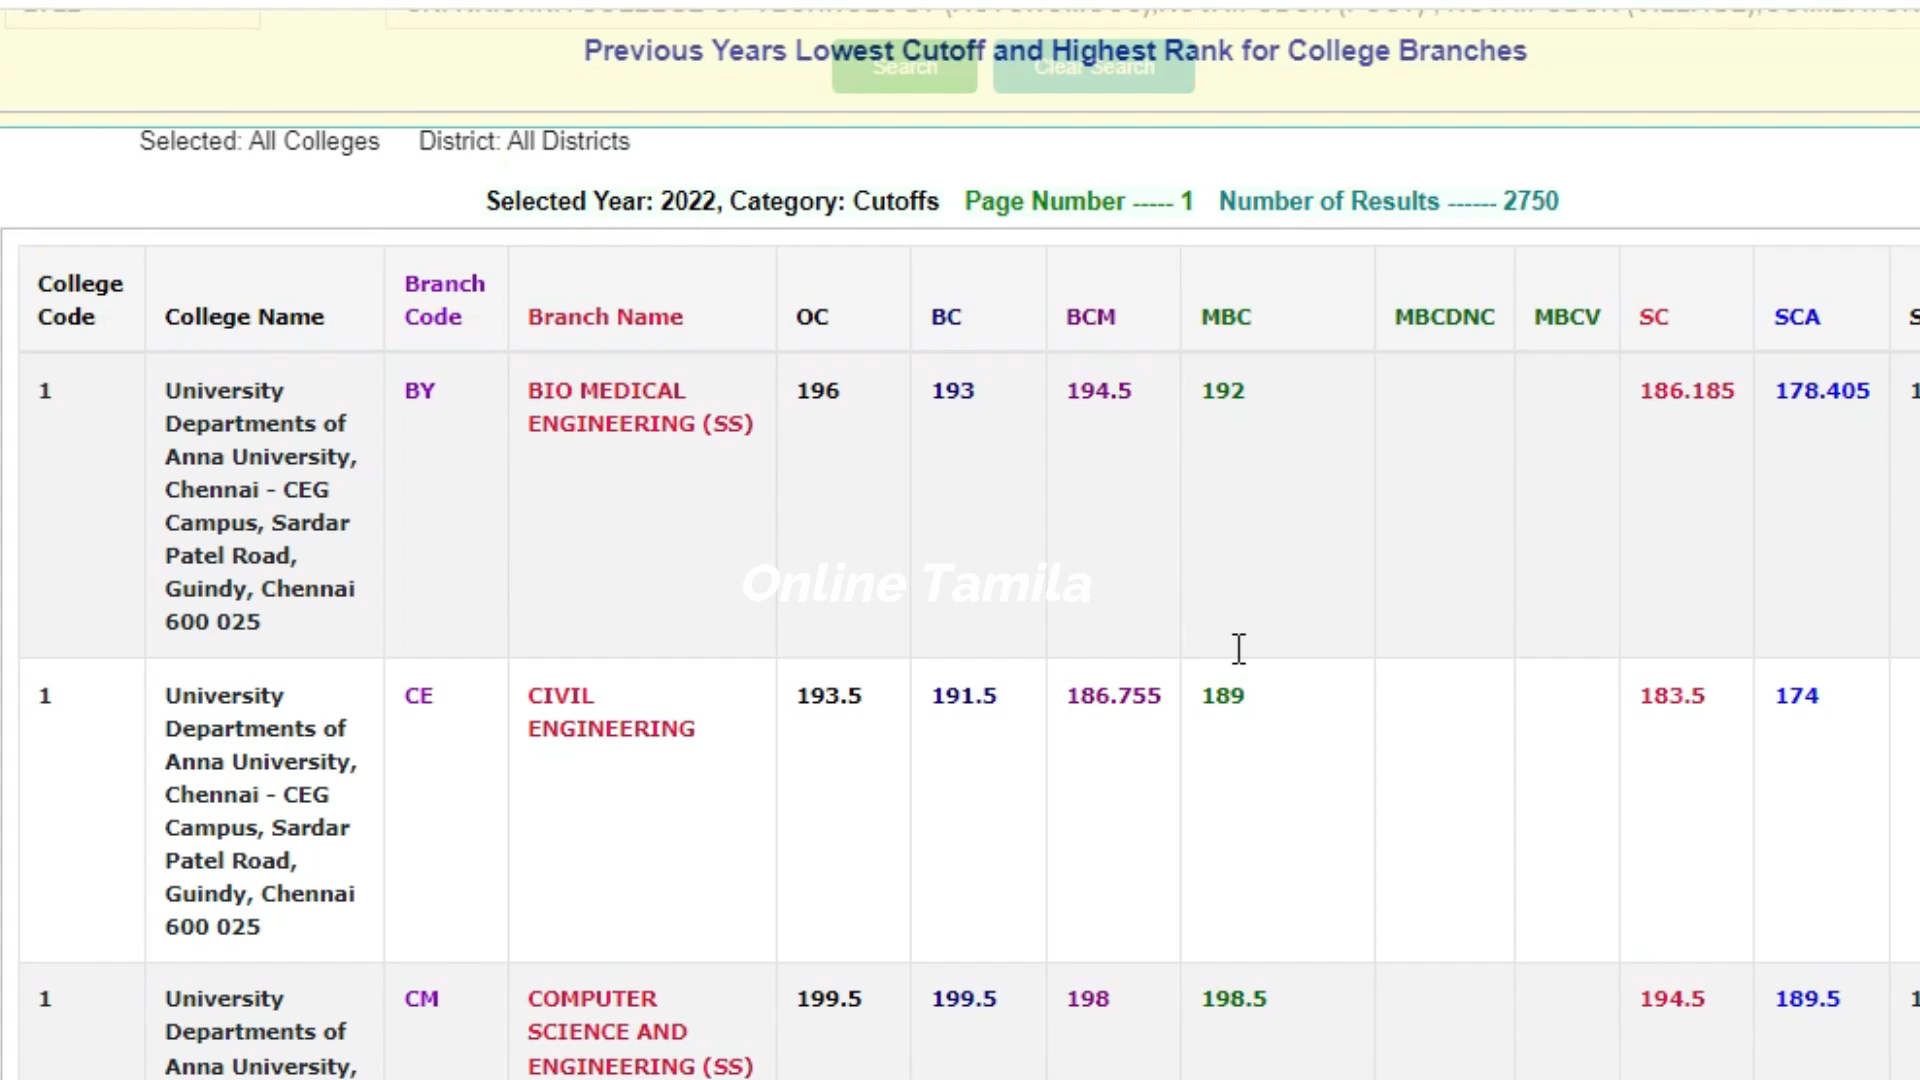 Previous Years Lowest Cutoff and Highest Rank for College Branches
Search Clear Search
Selected: All Colleges District: All Districts
Selected Year: 2022, Category: Cutoffs Page Number ----- 1 Number of Results ------ 2750
College Code College Name Branch Code Branch Name OC BC BCM MBC MBCDNC MBCV SC SCA
1 University BY BIO MEDICAL 196 193 194.5 192 186.185 178.405
Departments of ENGINEERING (SS)
Anna University,
Chennai - CEG
Campus, Sardar
Patel Road,
Guindy, Chennai
600 025
Online Tamila
1 University CE CIVIL 193.5 191.5 186.755 189 183.5 174
Departments of ENGINEERING
Anna University,
Chennai - CEG
Campus, Sardar
Patel Road,
Guindy, Chennai
600 025
1 University CM COMPUTER 199.5 199.5 198 198.5 194.5 189.5
Departments of SCIENCE AND
Anna University, ENGINEERING (SS)